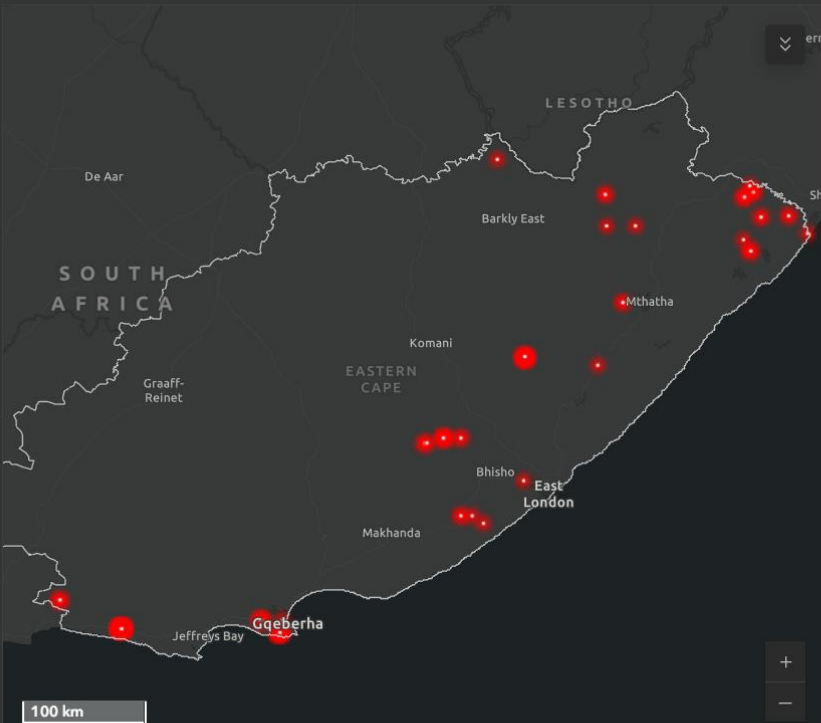 LESOTHO
De Aar
Barkly East
SOUTH
AFRICA
Mthatha
Komani
EASTERN
CAPE
Graaff-
Reinet
Bhisho
East
London
Makhanda
Gqeberha
Jeffreys Bay
100 km